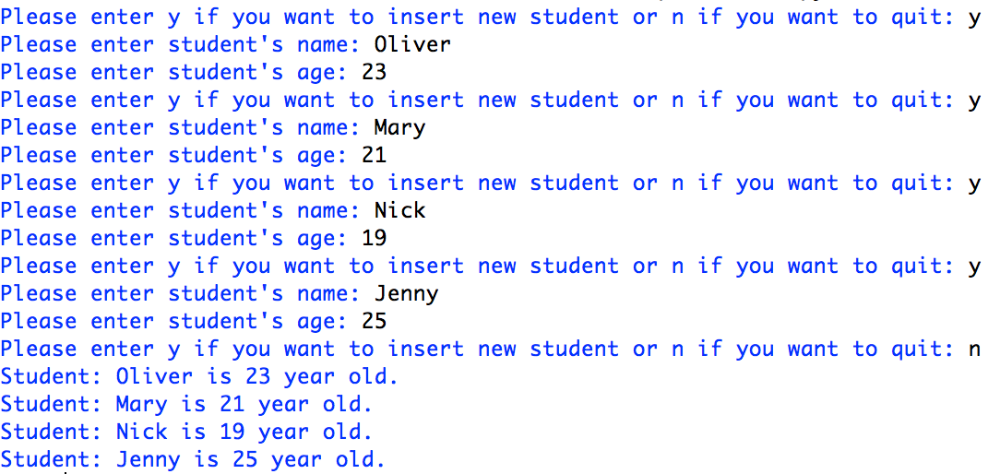 Please enter y if you want to insert new student or n if you want to quit: y
Please enter student's name: Oliver
Please enter student's age: 23
Please enter y if you want to insert new student or n if you want to quit: y
Please enter student's name: Mary
Please enter student's age: 21
Please enter y if you want to insert new student or n if you want to quit: y
Please enter student's name: Nick
Please enter student's age: 19
Please enter y if you want to insert new student or n if you want to quit: y
Please enter student's name: Jenny
Please enter student's age: 25
Please enter y if you want to insert new student or n if you want to quit: n
Student: Oliver is 23 year old.
Student: Mary is 21 year old.
Student: Nick is 19 year old.
Student: Jenny is 25 year old.